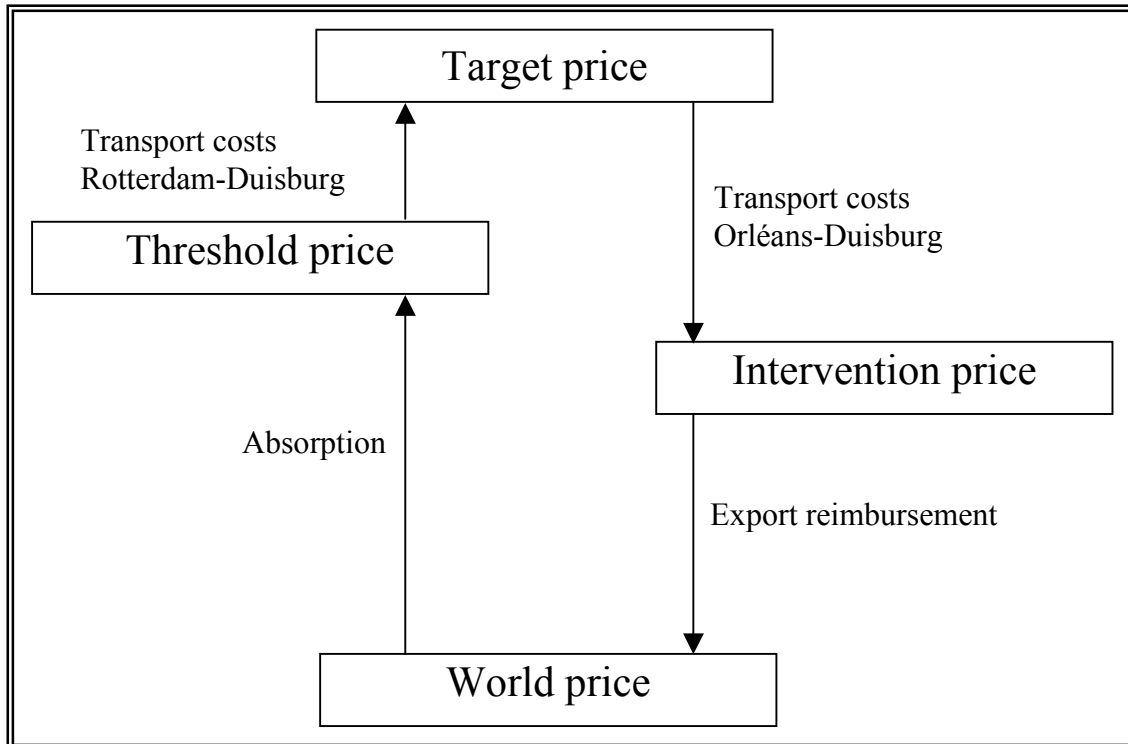 Target price
Transport costs
Rotterdam-Duisburg
Transport costs
Orléans-Duisburg
Threshold price
Intervention price
Absorption
Export reimbursement
World price